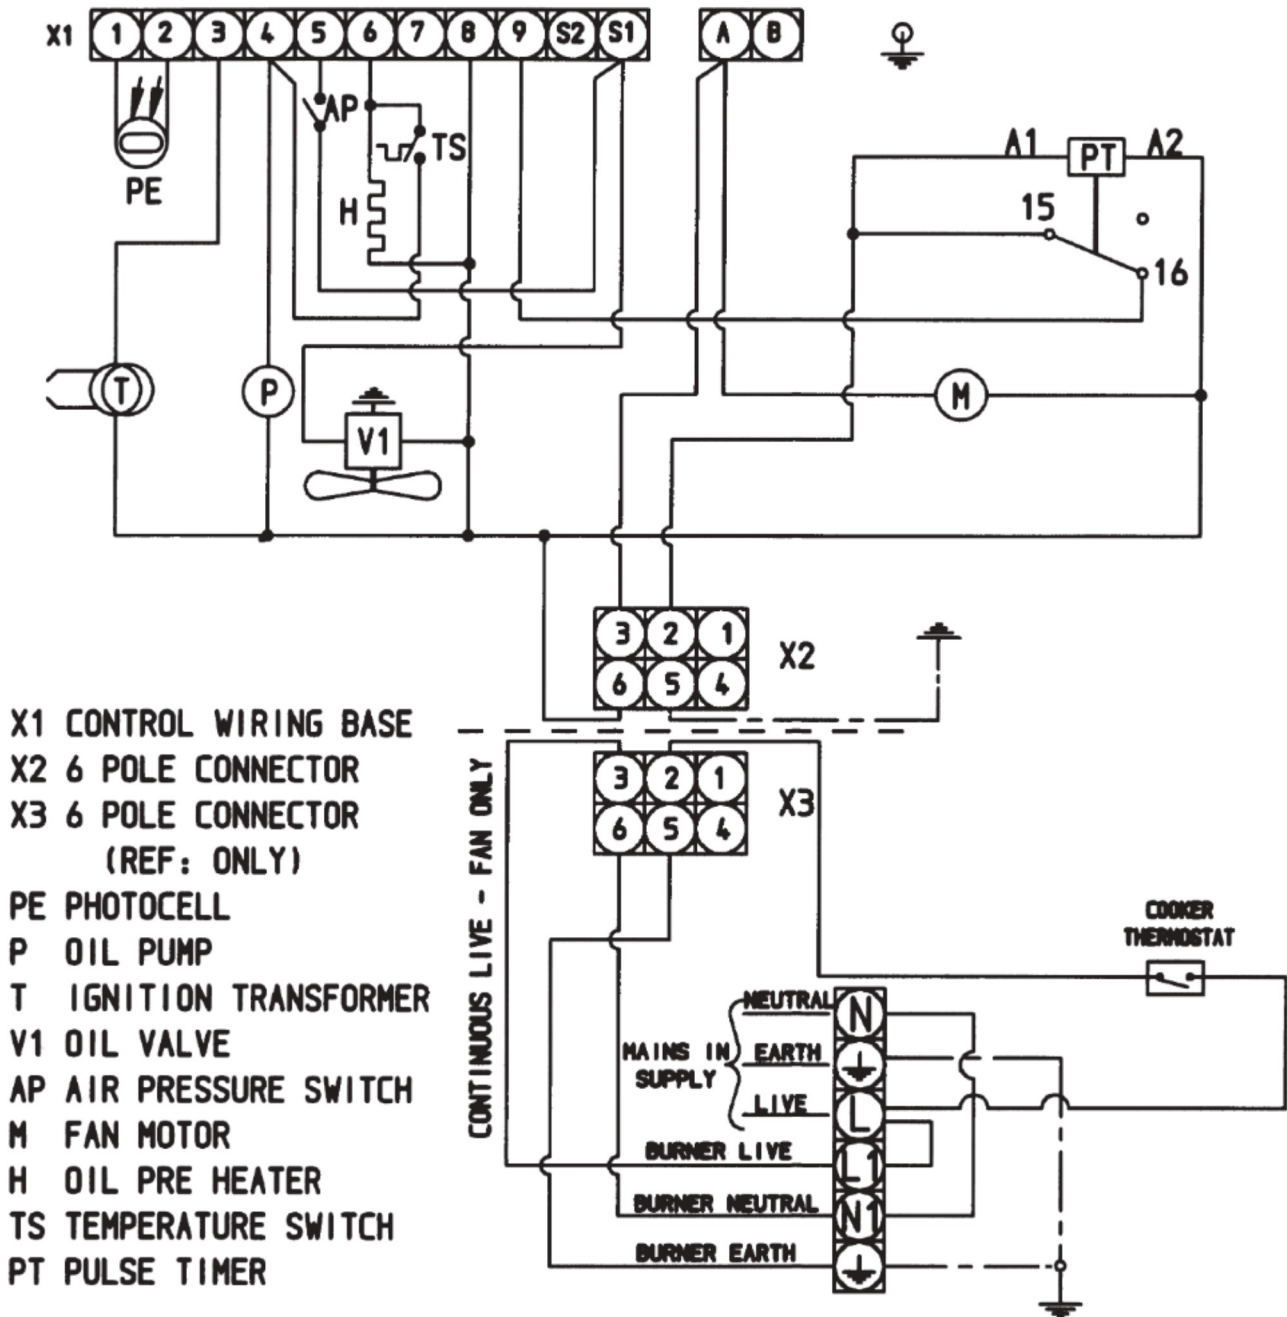 X1 1 2 3 4 5 6 7 8 9 S2 S1 A B
AP
TS
PE
H
A1 PT A2
15
16
T
P
V1
M
3 2 1
6 5 4
X2
X1 CONTROL WIRING BASE
X2 6 POLE CONNECTOR
X3 6 POLE CONNECTOR
(REF: ONLY)
PE PHOTOCELL
P OIL PUMP
T IGNITION TRANSFORMER
V1 OIL VALVE
AP AIR PRESSURE SWITCH
M FAN MOTOR
H OIL PRE HEATER
TS TEMPERATURE SWITCH
PT PULSE TIMER
CONTINUOUS LIVE - FAN ONLY
3 2 1
6 5 4
X3
COOKER
THERMOSTAT
MAINS IN
SUPPLY
NEUTRAL N
EARTH
LIVE L
BURNER LIVE L1
BURNER NEUTRAL N1
BURNER EARTH